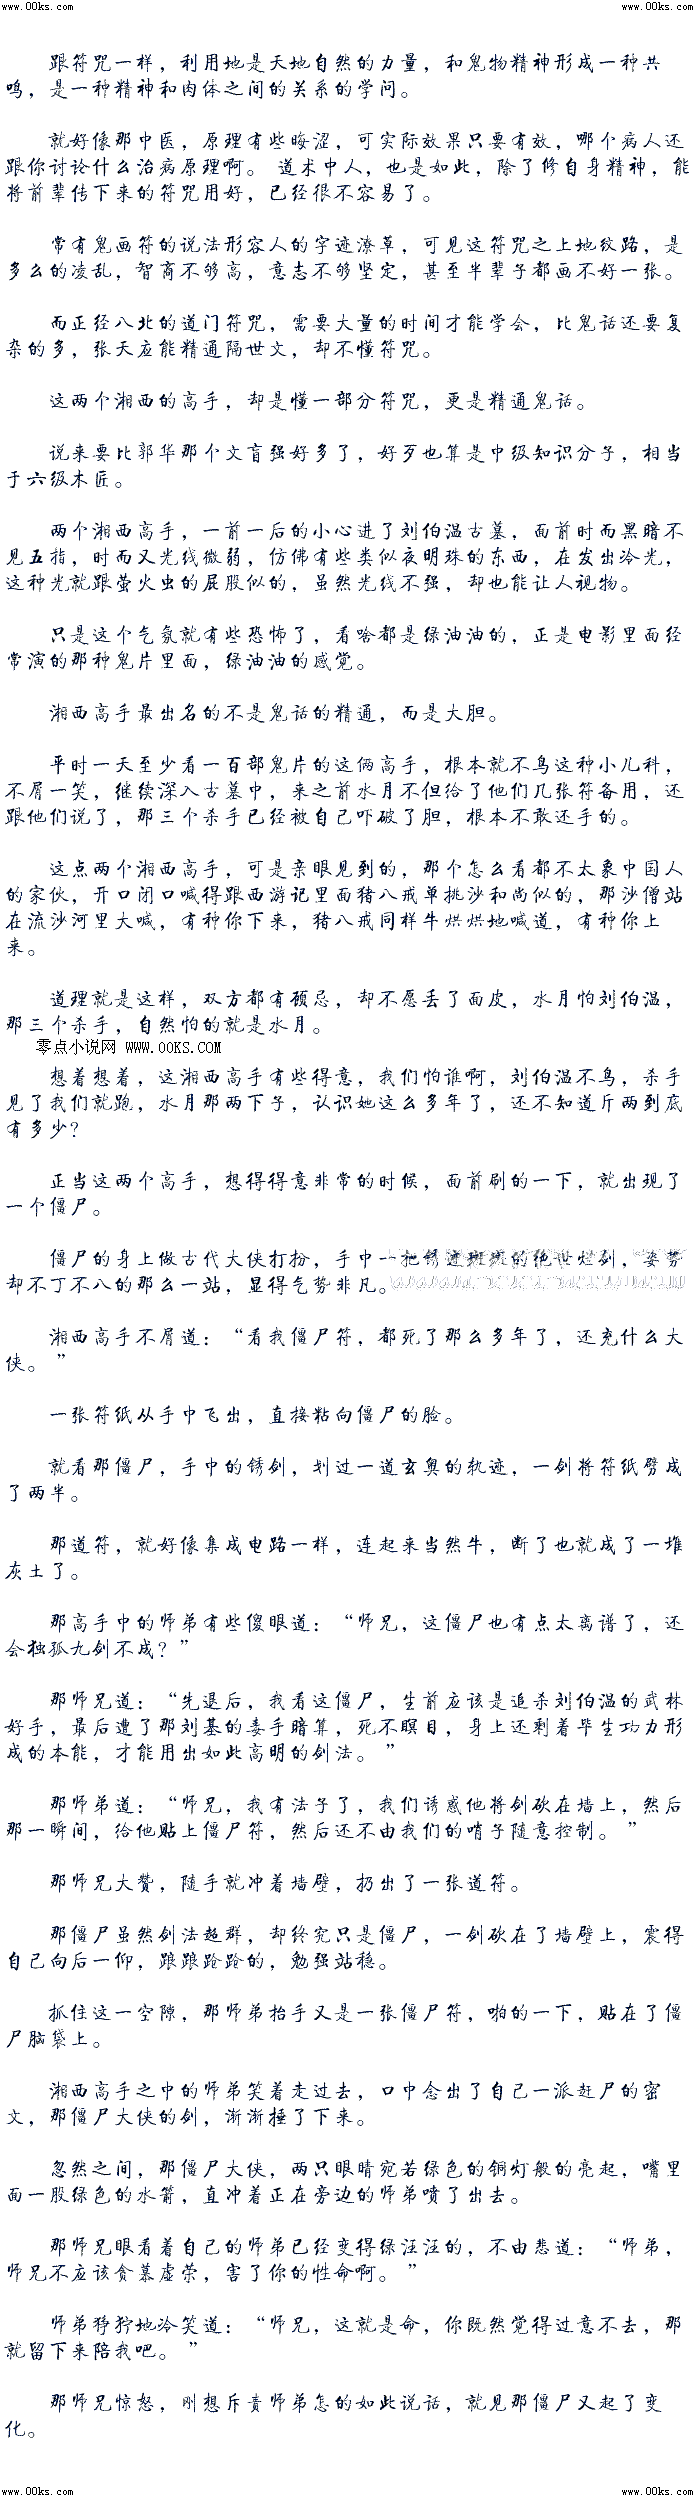 www.00ks.com www.00ks.com
跟符咒一样，利用地是天地自然的力量，和鬼物精神形成一种共
鸣，是一种精神和肉体之间的关系的学问。
就好像那中医，原理有些晦涩，可实际效果只要有效，哪个病人还
跟你讨论什么治病原理啊。 道术中人，也是如此，除了修自身精神，能
将前辈传下来的符咒用好，已经很不容易了。
常有鬼画符的说法形容人的字迹潦草，可见这符咒之上地纹路，是
多么的凌乱，智商不够高，意志不够坚定，甚至半辈子都画不好一张。
而正经八北的道门符咒，需要大量的时间才能学会，比鬼话还要复
杂的多，张天应能精通隔世文，却不懂符咒。
这两个湘西的高手，却是懂一部分符咒，更是精通鬼话。
说来要比郭华那个文盲强好多了，好歹也算是中级知识分子，相当
于六级木匠。
两个湘西高手，一前一后的小心进了刘伯温古墓，面前时而黑暗不
见五指，时而又光线微弱，仿佛有些类似夜明珠的东西，在发出冷光，
这种光就跟萤火虫的屁股似的，虽然光线不强，却也能让人视物。
只是这个气氛就有些恐怖了，看啥都是绿油油的，正是电影里面经
常演的那种鬼片里面，绿油油的感觉。
湘西高手最出名的不是鬼话的精通，而是大胆。
平时一天至少看一百部鬼片的这俩高手，根本就不鸟这种小儿科，
不屑一笑，继续深入古墓中，来之前水月不但给了他们几张符备用，还
跟他们说了，那三个杀手已经被自己吓破了胆，根本不敢还手的。
这点两个湘西高手，可是亲眼见到的，那个怎么看都不太象中国人
的家伙，开口闭口喊得跟西游记里面猪八戒单挑沙和尚似的，那沙僧站
在流沙河里大喊，有种你下来，猪八戒同样牛烘烘地喊道，有种你上
来。
道理就是这样，双方都有顾忌，却不愿丢了面皮，水月怕刘伯温，
那三个杀手，自然怕的就是水月。
零点小说网 www.00KS.COM
想着想着，这湘西高手有些得意，我们怕谁啊，刘伯温不鸟，杀手
见了我们就跑，水月那两下子，认识她这么多年了，还不知道斤两到底
有多少？
正当这两个高手，想得得意非常的时候，面前刷的一下，就出现了
一个僵尸。
僵尸的身上做古代大侠打扮，手中一把锈迹斑斑的绝世烂剑，姿势
却不丁不八的那么一站，显得气势非凡。
湘西高手不屑道：“看我僵尸符，都死了那么多年了，还充什么大
侠。”
一张符纸从手中飞出，直接粘向僵尸的脸。
就看那僵尸，手中的锈剑，划过一道玄奥的轨迹，一剑将符纸劈成
了两半。
那道符，就好像集成电路一样，连起来当然牛，断了也就成了一堆
灰土了。
那高手中的师弟有些傻眼道：“师兄，这僵尸也有点太离谱了，还
会独孤九剑不成？”
那师兄道：“先退后，我看这僵尸，生前应该是追杀刘伯温的武林
好手，最后遭了那刘基的毒手暗算，死不瞑目，身上还剩着毕生功力形
成的本能，才能用出如此高明的剑法。”
那师弟道：“师兄，我有法子了，我们诱惑他将剑砍在墙上，然后
那一瞬间，给他贴上僵尸符，然后还不由我们的哨子随意控制。”
那师兄大赞，随手就冲着墙壁，扔出了一张道符。
那僵尸虽然剑法超群，却终究只是僵尸，一剑砍在了墙壁上，震得
自己向后一仰，踉踉跄跄的，勉强站稳。
抓住这一空隙，那师弟抬手又是一张僵尸符，啪的一下，贴在了僵
尸脑袋上。
湘西高手之中的师弟笑着走过去，口中念出了自己一派赶尸的密
文，那僵尸大侠的剑，渐渐捶了下来。
忽然之间，那僵尸大侠，两只眼睛宛若绿色的铜灯般的亮起，嘴里
面一股绿色的水箭，直冲着正在旁边的师弟喷了出去。
那师兄眼看着自己的师弟已经变得绿汪汪的，不由悲道：“师弟，
师兄不应该贪慕虚荣，害了你的性命啊。”
师弟狰狞地冷笑道：“师兄，这就是命，你既然觉得过意不去，那
就留下来陪我吧。”
那师兄惊怒，刚想斥责师弟怎的如此说话，就见那僵尸又起了变
化。
www.00ks.com www.00ks.com